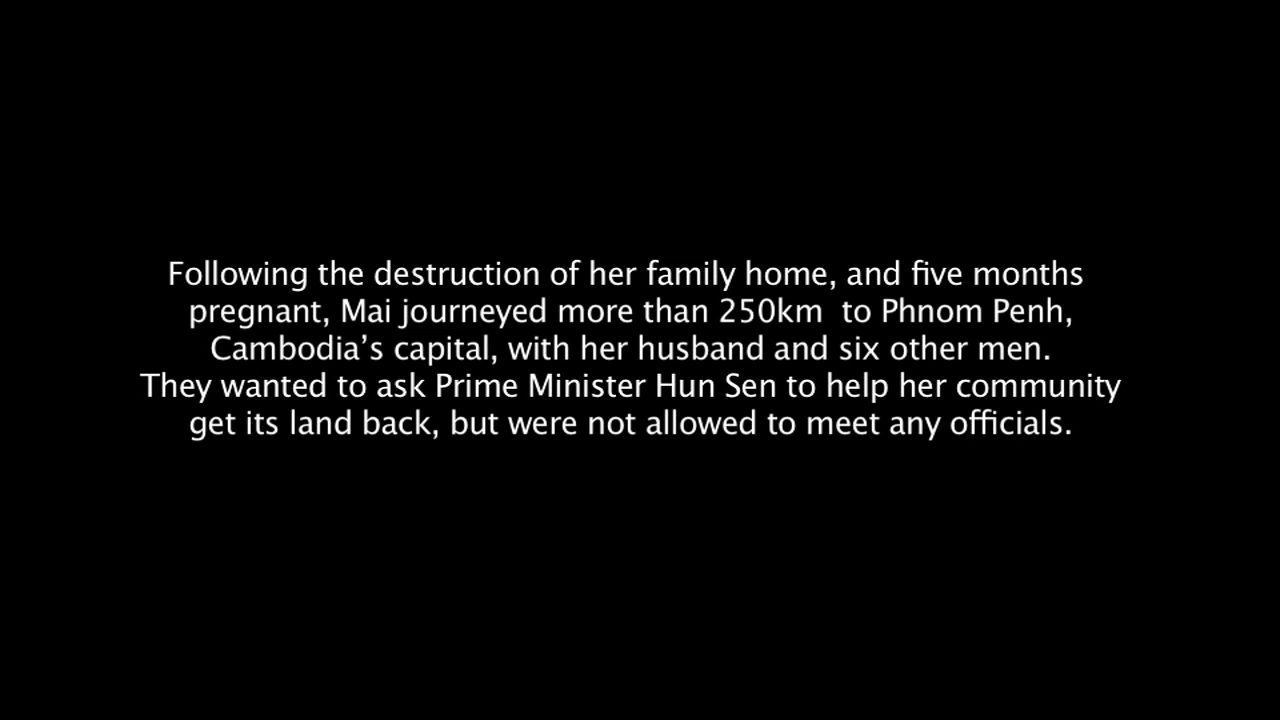 Following the destruction of her family home, and five months
pregnant, Mai journeyed more than 250km  to Phnom Penh,
Cambodia’s capital, with her husband and six other men.
They wanted to ask Prime Minister Hun Sen to help her community
get its land back, but were not allowed to meet any officials.